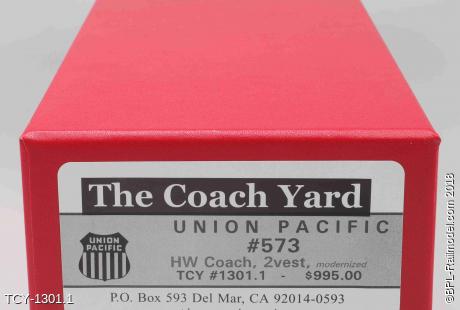 The Coach Yard
UNION PACIFIC
#573
UNION
PACIFIC
HW Coach, 2vest, modernized
TCY #1301.1 - $995.00
P.O. Box 593 Del Mar, CA 92014-0593
TCY-1301.1
©BPL-Railmodel.com 2018